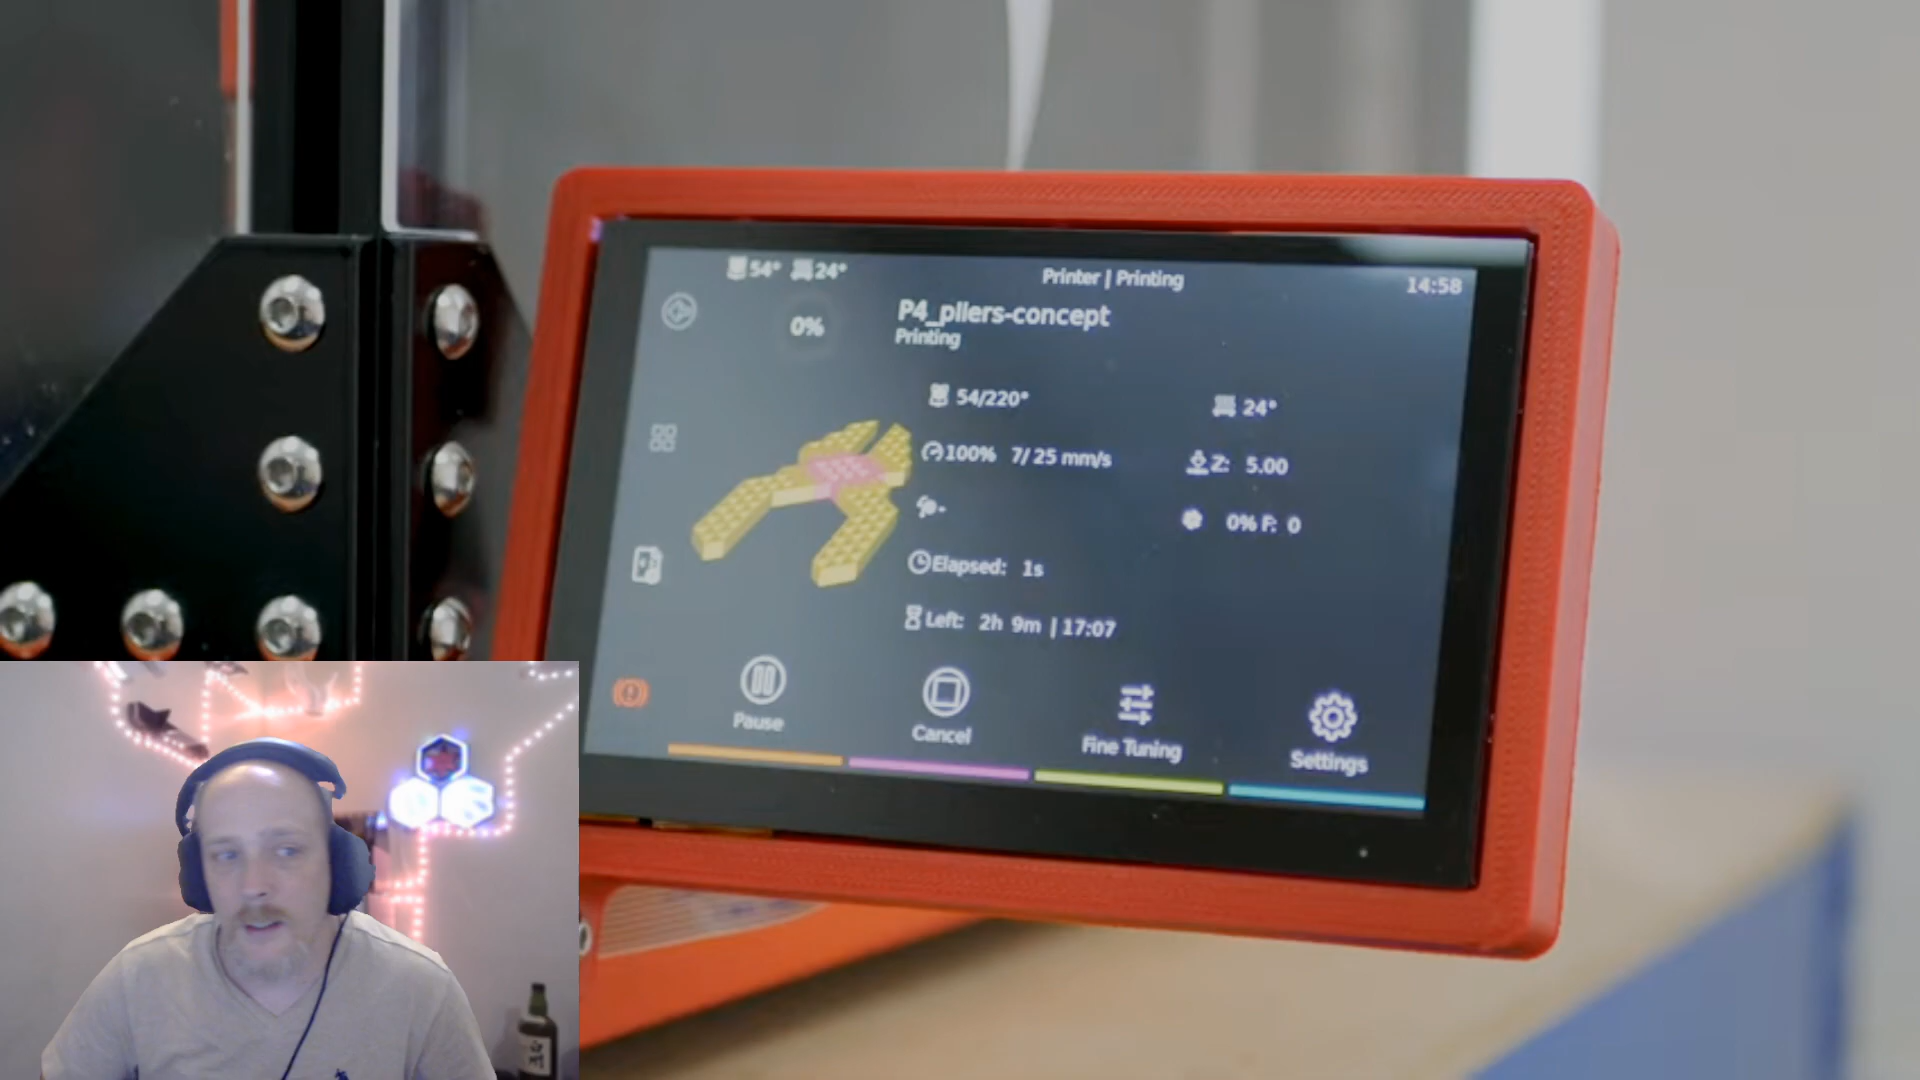 54° 24°
Printer | Printing
14:58
0%
P4_pliers-concept
Printing
54/220°
24°
100% 7/ 25 mm/s
Z: 5.00
-
0% F: 0
Elapsed: 1s
Left: 2h 9m | 17:07
Pause
Cancel
Fine Tuning
Settings